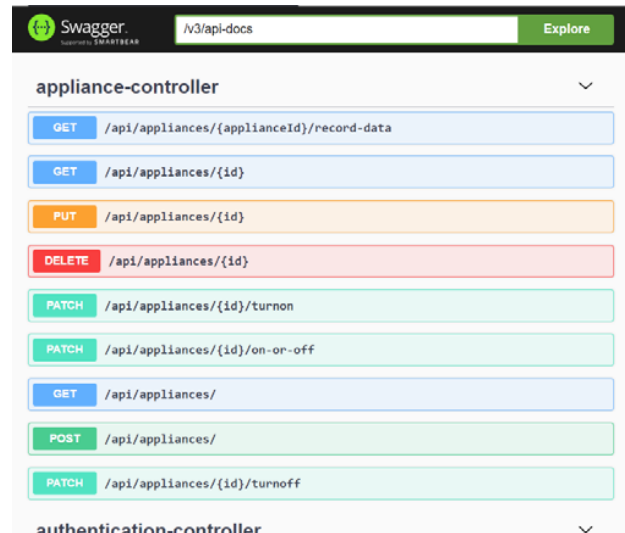 Swagger.
Supported by SMARTBEAR
/v3/api-docs
Explore
appliance-controller
GET /api/appliances/{applianceId}/record-data
GET /api/appliances/{id}
PUT /api/appliances/{id}
DELETE /api/appliances/{id}
PATCH /api/appliances/{id}/turnon
PATCH /api/appliances/{id}/on-or-off
GET /api/appliances/
POST /api/appliances/
PATCH /api/appliances/{id}/turnoff
authentication-controller